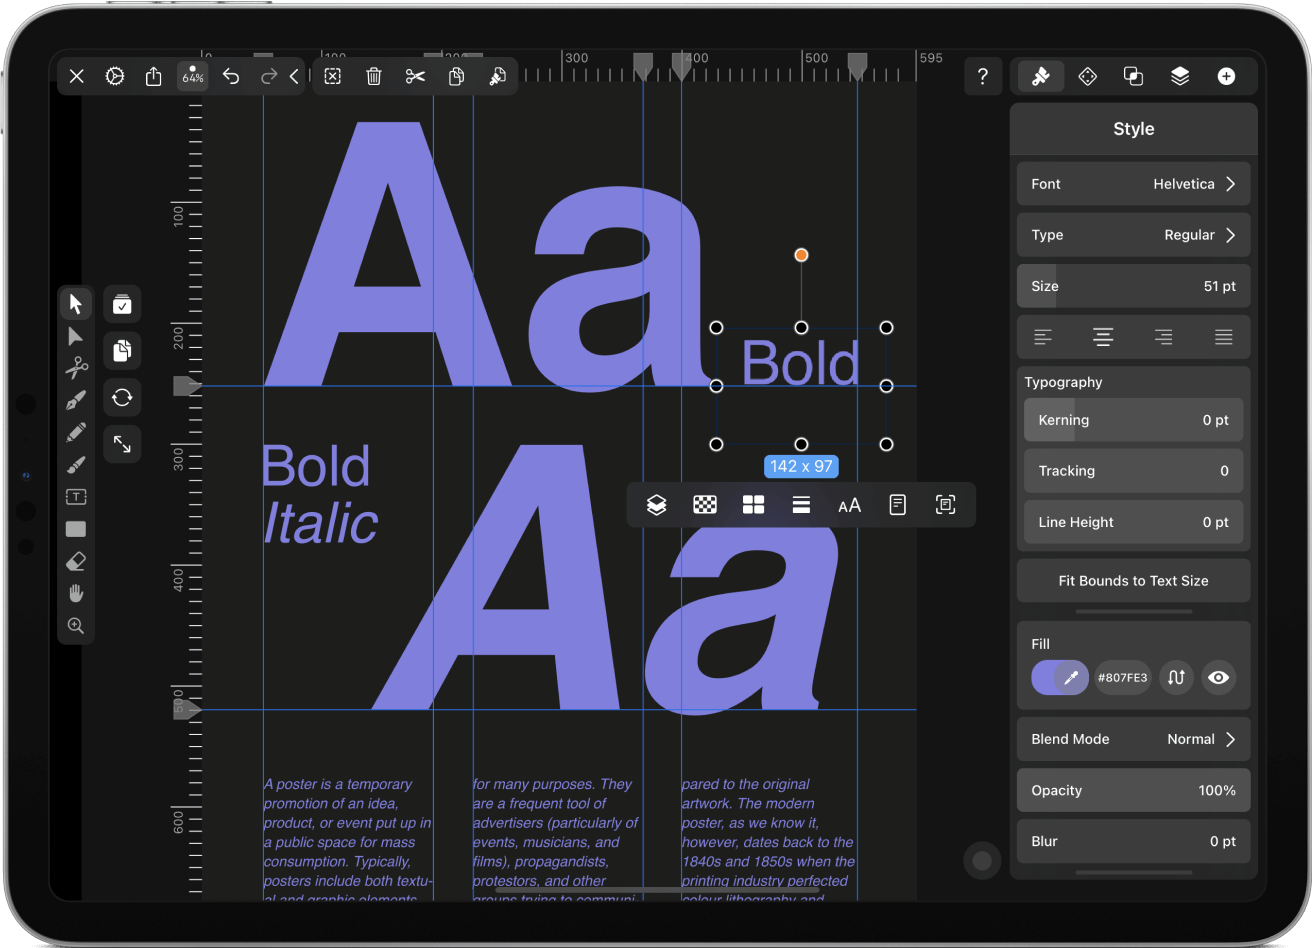 0
100
200
300
400
500
595
64%
?
Style
Font
Helvetica
Type
Regular
Size
51 pt
Typography
Kerning
0 pt
Tracking
0
Line Height
0 pt
Fit Bounds to Text Size
Fill
#807FE3
Blend Mode
Normal
Opacity
100%
Blur
0 pt
100
200
300
400
500
600
T
Aa
Bold
142 x 97
AA
Bold
Italic
Aa
A poster is a temporary
promotion of an idea,
product, or event put up in
a public space for mass
consumption. Typically,
posters include both textu-
al and graphic elements
for many purposes. They
are a frequent tool of
advertisers (particularly of
events, musicians, and
films), propagandists,
protestors, and other
groups trying to communi-
pared to the original
artwork. The modern
poster, as we know it,
however, dates back to the
1840s and 1850s when the
printing industry perfected
colour lithography and